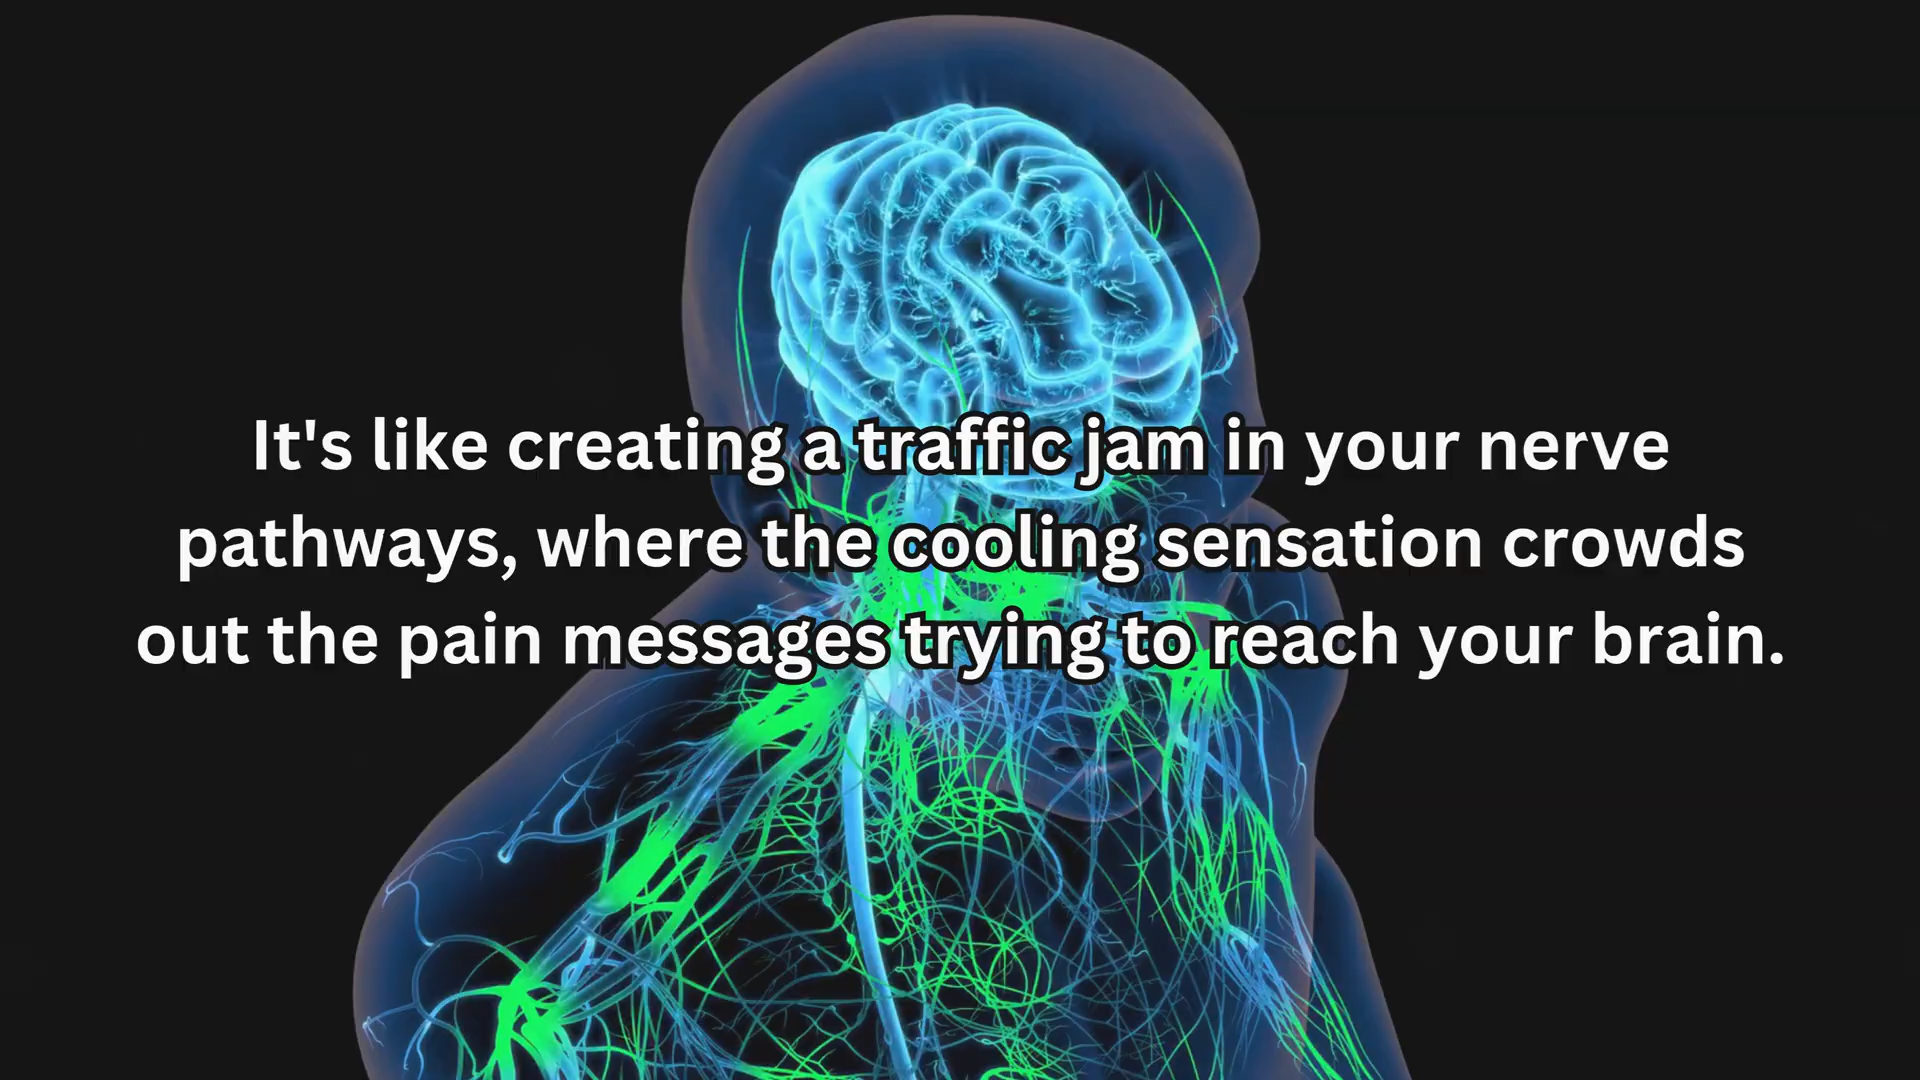 It's like creating a traffic jam in your nerve
pathways, where the cooling sensation crowds
out the pain messages trying to reach your brain.